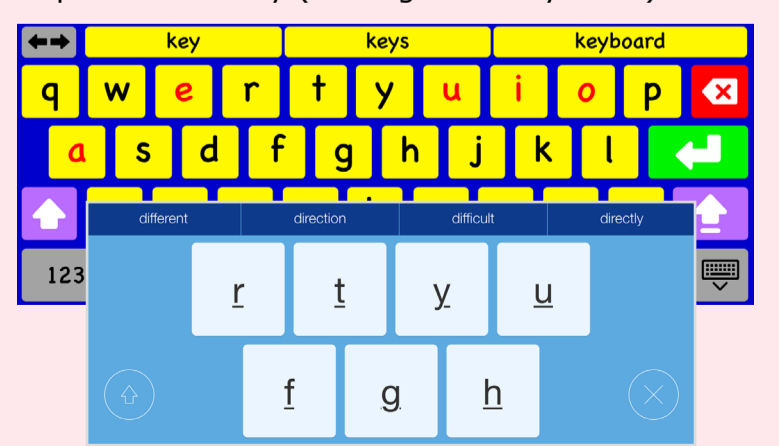 key keys keyboard
q w e r t y u i o p
a s d f g h j k l
different direction difficult directly
123
r t y u
f g h